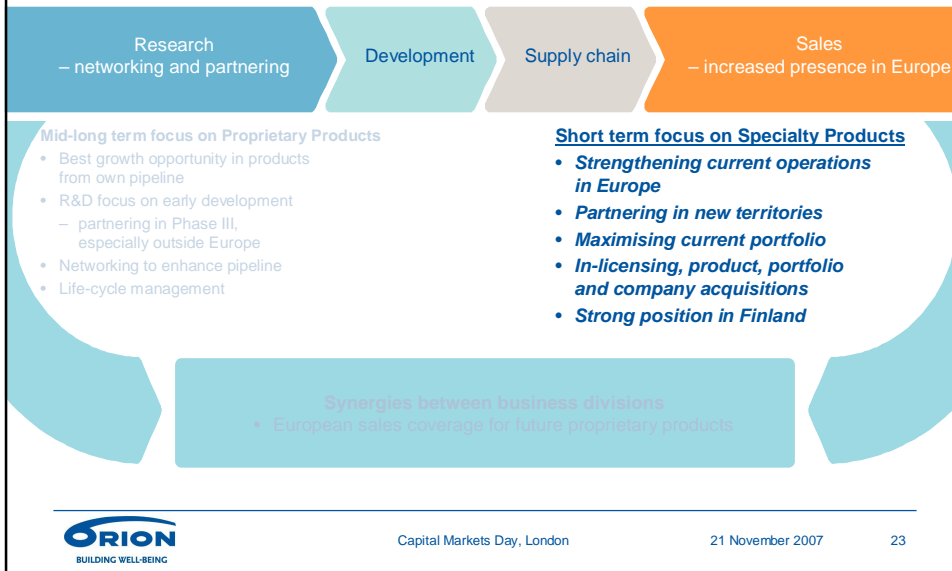 Research
– networking and partnering
Development
Supply chain
Sales
– increased presence in Europe
Mid-long term focus on Proprietary Products
• Best growth opportunity in products
from own pipeline
• R&D focus on early development
– partnering in Phase III,
especially outside Europe
• Networking to enhance pipeline
• Life-cycle management
Short term focus on Specialty Products
• Strengthening current operations
in Europe
• Partnering in new territories
• Maximising current portfolio
• In-licensing, product, portfolio
and company acquisitions
• Strong position in Finland
Synergies between business divisions
• European sales coverage for future proprietary products
ORION
BUILDING WELL-BEING
Capital Markets Day, London
21 November 2007
23